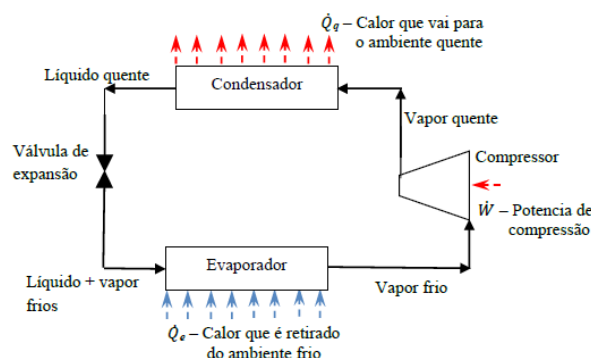 Q̇q – Calor que vai para
o ambiente quente
Líquido quente
Condensador
Vapor quente
Válvula de
expansão
Compressor
Ẇ – Potencia de
compressão
Líquido + vapor
frios
Evaporador
Vapor frio
Q̇e – Calor que é retirado
do ambiente frio